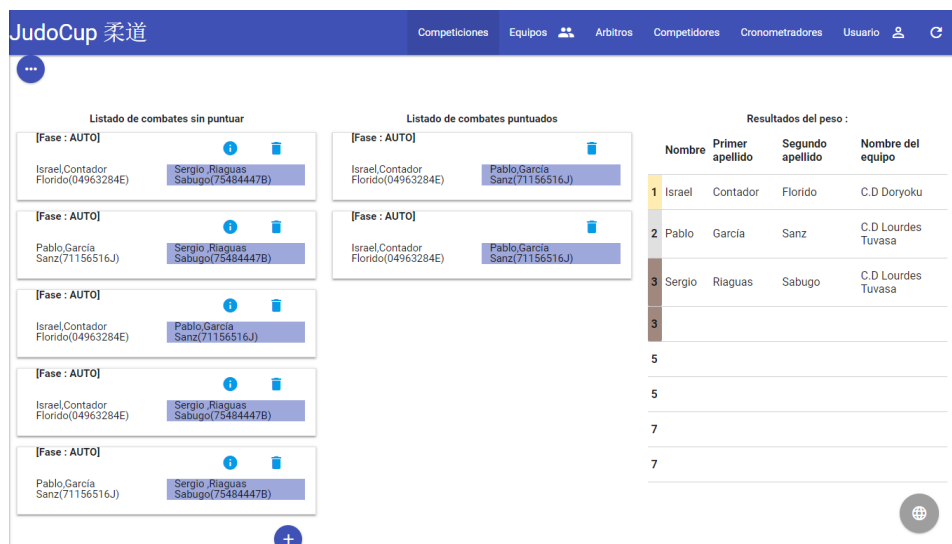 JudoCup 柔道
Competiciones Equipos Arbitros Competidores Cronometradores Usuario
Listado de combates sin puntuar
[Fase : AUTO]
Israel,Contador Florido(04963284E)
Sergio ,Riaguas Sabugo(75484447B)
[Fase : AUTO]
Pablo,García Sanz(71156516J)
Sergio ,Riaguas Sabugo(75484447B)
[Fase : AUTO]
Israel,Contador Florido(04963284E)
Pablo,García Sanz(71156516J)
[Fase : AUTO]
Israel,Contador Florido(04963284E)
Sergio ,Riaguas Sabugo(75484447B)
[Fase : AUTO]
Pablo,García Sanz(71156516J)
Sergio ,Riaguas Sabugo(75484447B)
+
Listado de combates puntuados
[Fase : AUTO]
Israel,Contador Florido(04963284E)
Pablo,García Sanz(71156516J)
[Fase : AUTO]
Israel,Contador Florido(04963284E)
Pablo,García Sanz(71156516J)
Resultados del peso :
Nombre Primer apellido Segundo apellido Nombre del equipo
1 Israel Contador Florido C.D Doryoku
2 Pablo García Sanz C.D Lourdes Tuvasa
3 Sergio Riaguas Sabugo C.D Lourdes Tuvasa
3
5
5
7
7